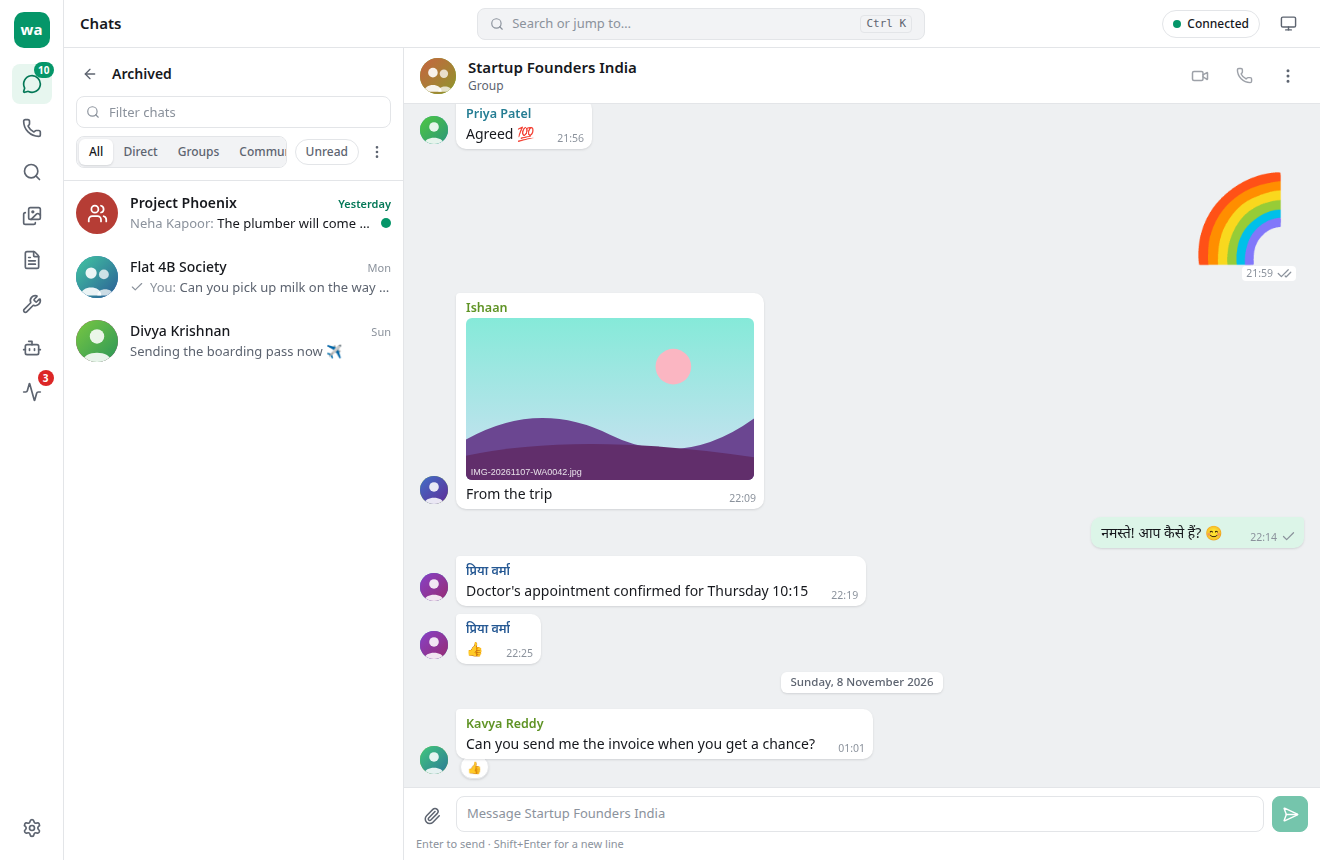 wa
Chats
Search or jump to...
Ctrl K
Connected
10
3
Archived
Filter chats
All
Direct
Groups
Unread
Project Phoenix
Yesterday
Neha Kapoor: The plumber will come ...
Flat 4B Society
Mon
You: Can you pick up milk on the way ...
Divya Krishnan
Sun
Sending the boarding pass now ✈️
Startup Founders India
Group
Priya Patel
Agreed 💯
21:56
🌈
21:59
Ishaan
IMG-20261107-WA0042.jpg
From the trip
22:09
नमस्ते! आप कैसे हैं? 😊
22:14
प्रिया वर्मा
Doctor's appointment confirmed for Thursday 10:15
22:19
प्रिया वर्मा
👍
22:25
Sunday, 8 November 2026
Kavya Reddy
Can you send me the invoice when you get a chance?
01:01
👍
Message Startup Founders India
Enter to send · Shift+Enter for a new line